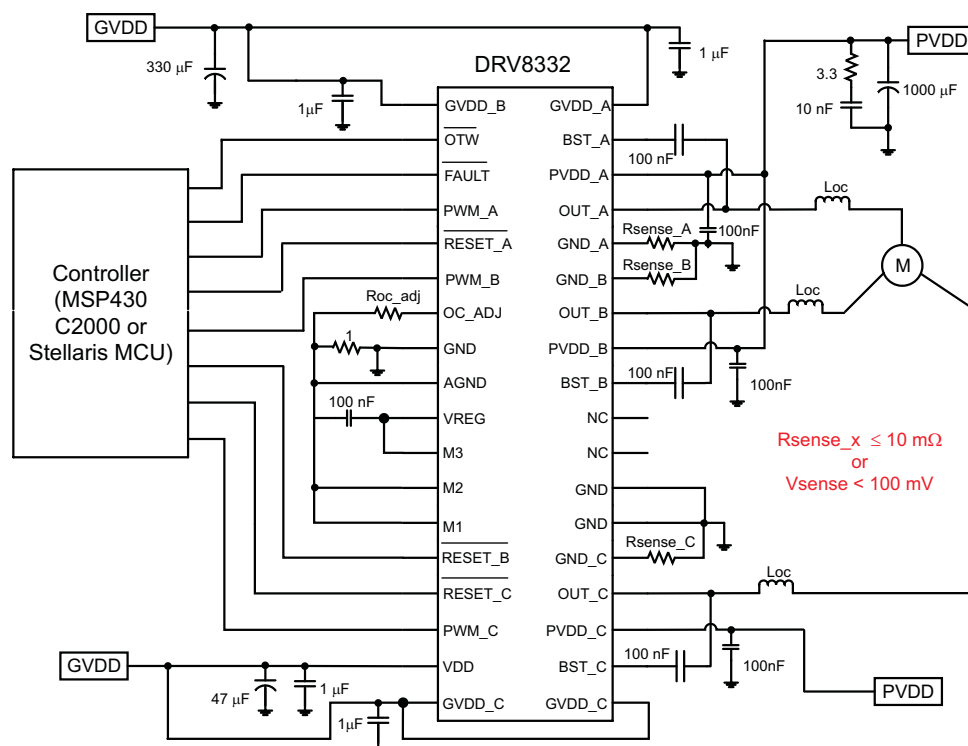 GVDD
PVDD
330 µF
1µF
1 µF
DRV8332
3.3
10 nF
1000 µF
GVDD_B
GVDD_A
OTW
BST_A
100 nF
FAULT
PVDD_A
Loc
PWM_A
OUT_A
100nF
RESET_A
GND_A
Rsense_A
M
Controller
(MSP430
C2000 or
Stellaris MCU)
PWM_B
GND_B
Rsense_B
Roc_adj
OC_ADJ
OUT_B
Loc
1
GND
PVDD_B
AGND
BST_B
100 nF
100nF
100 nF
VREG
NC
M3
NC
Rsense_x ≤ 10 mΩ
or
Vsense < 100 mV
M2
GND
M1
GND
RESET_B
GND_C
Rsense_C
Loc
RESET_C
OUT_C
PWM_C
PVDD_C
GVDD
VDD
BST_C
100 nF
100nF
PVDD
47 µF
1 µF
GVDD_C
GVDD_C
1µF